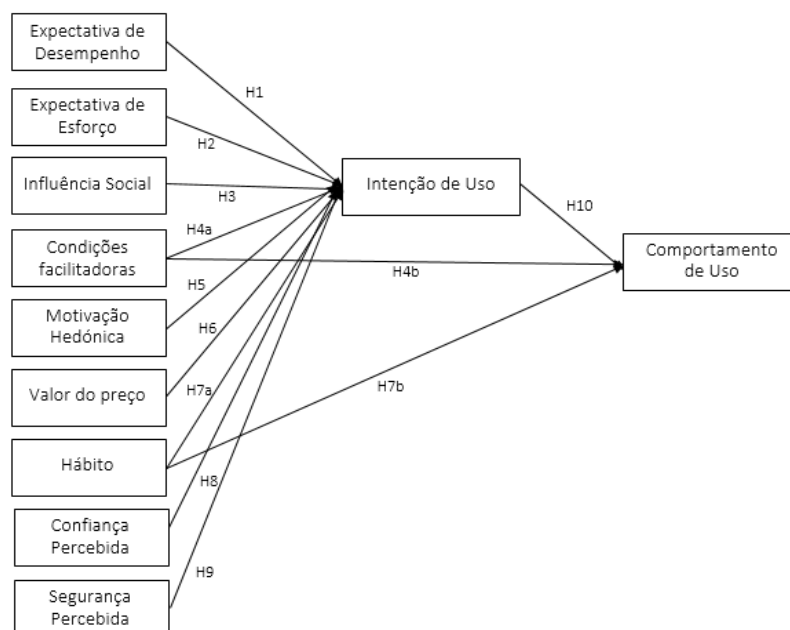 Expectativa de
Desempenho
H1
Expectativa de
Esforço
H2
Influência Social
H3
Intenção de Uso
H10
Condições
facilitadoras
H4a
H4b
Comportamento
de Uso
Motivação
Hedónica
H5
Valor do preço
H6
Hábito
H7a
H7b
Confiança
Percebida
H8
Segurança
Percebida
H9